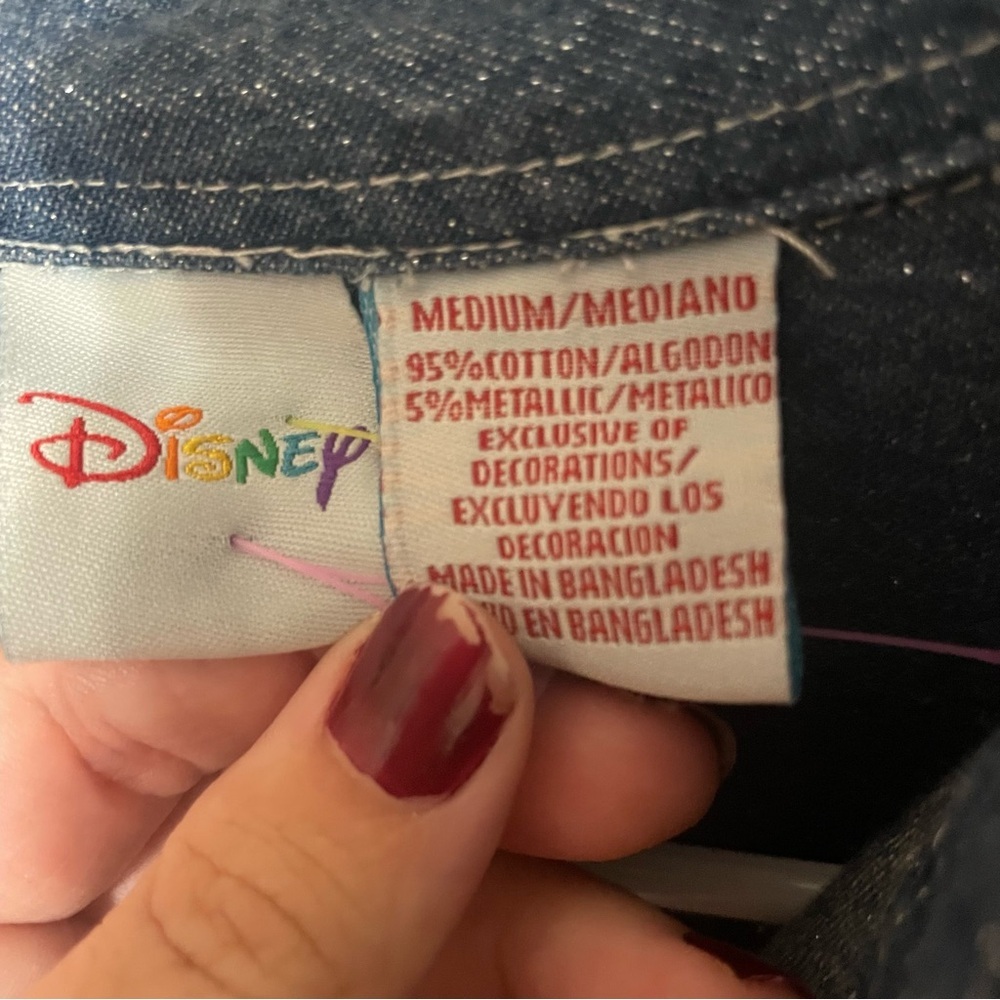 DISNEY
MEDIUM/MEDIANO
95%COTTON/ALGODON
5%METALLIC/METALICO
EXCLUSIVE OF
DECORATIONS/
EXCLUYENDO LOS
DECORACION
MADE IN BANGLADESH
EN BANGLADESH